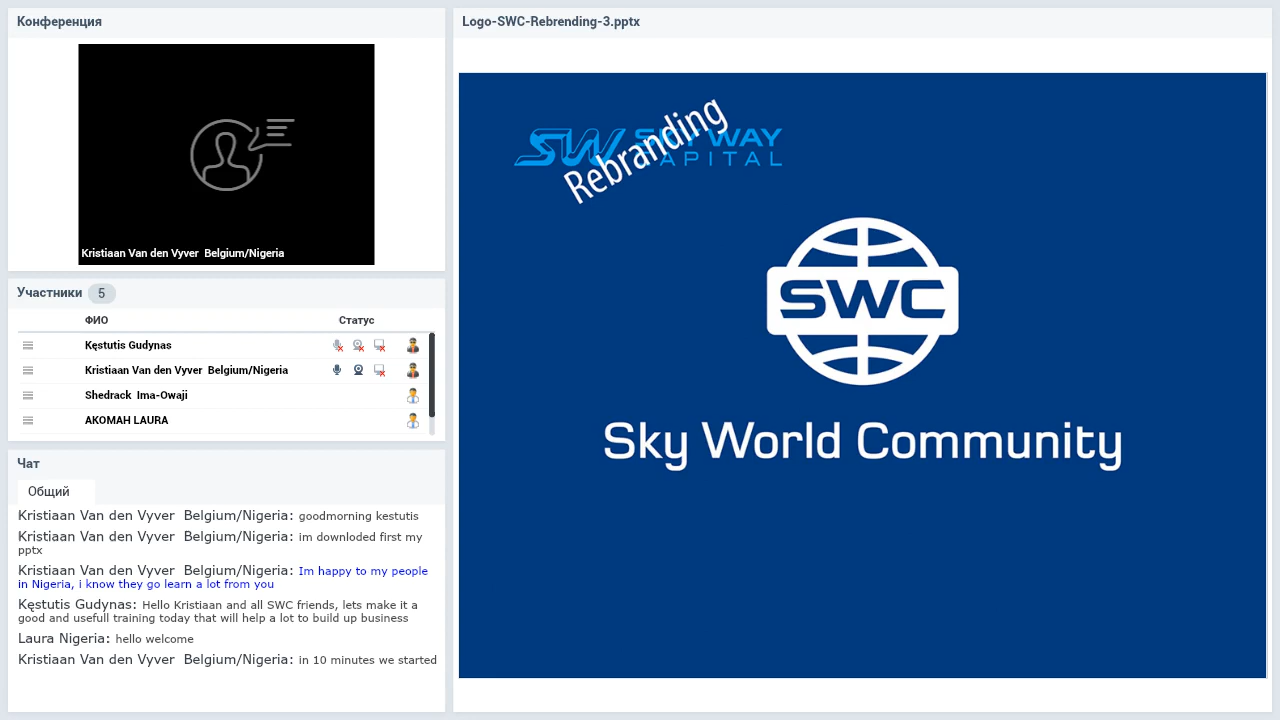 Конференция
Kristiaan Van den Vyver  Belgium/Nigeria
Участники 5
ФИО Статус
Kęstutis Gudynas
Kristiaan Van den Vyver  Belgium/Nigeria
Shedrack  Ima-Owaji
AKOMAH LAURA
Чат
Общий
Kristiaan Van den Vyver  Belgium/Nigeria: goodmorning kestutis
Kristiaan Van den Vyver  Belgium/Nigeria: im downloded first my
pptx
Kristiaan Van den Vyver  Belgium/Nigeria: Im happy to my people
in Nigeria, i know they go learn a lot from you
Kęstutis Gudynas: Hello Kristiaan and all SWC friends, lets make it a
good and usefull training today that will help a lot to build up business
Laura Nigeria: hello welcome
Kristiaan Van den Vyver  Belgium/Nigeria: in 10 minutes we started
Logo-SWC-Rebrending-3.pptx
SW SKY WAY
CAPITAL
Rebranding
SWC
Sky World Community